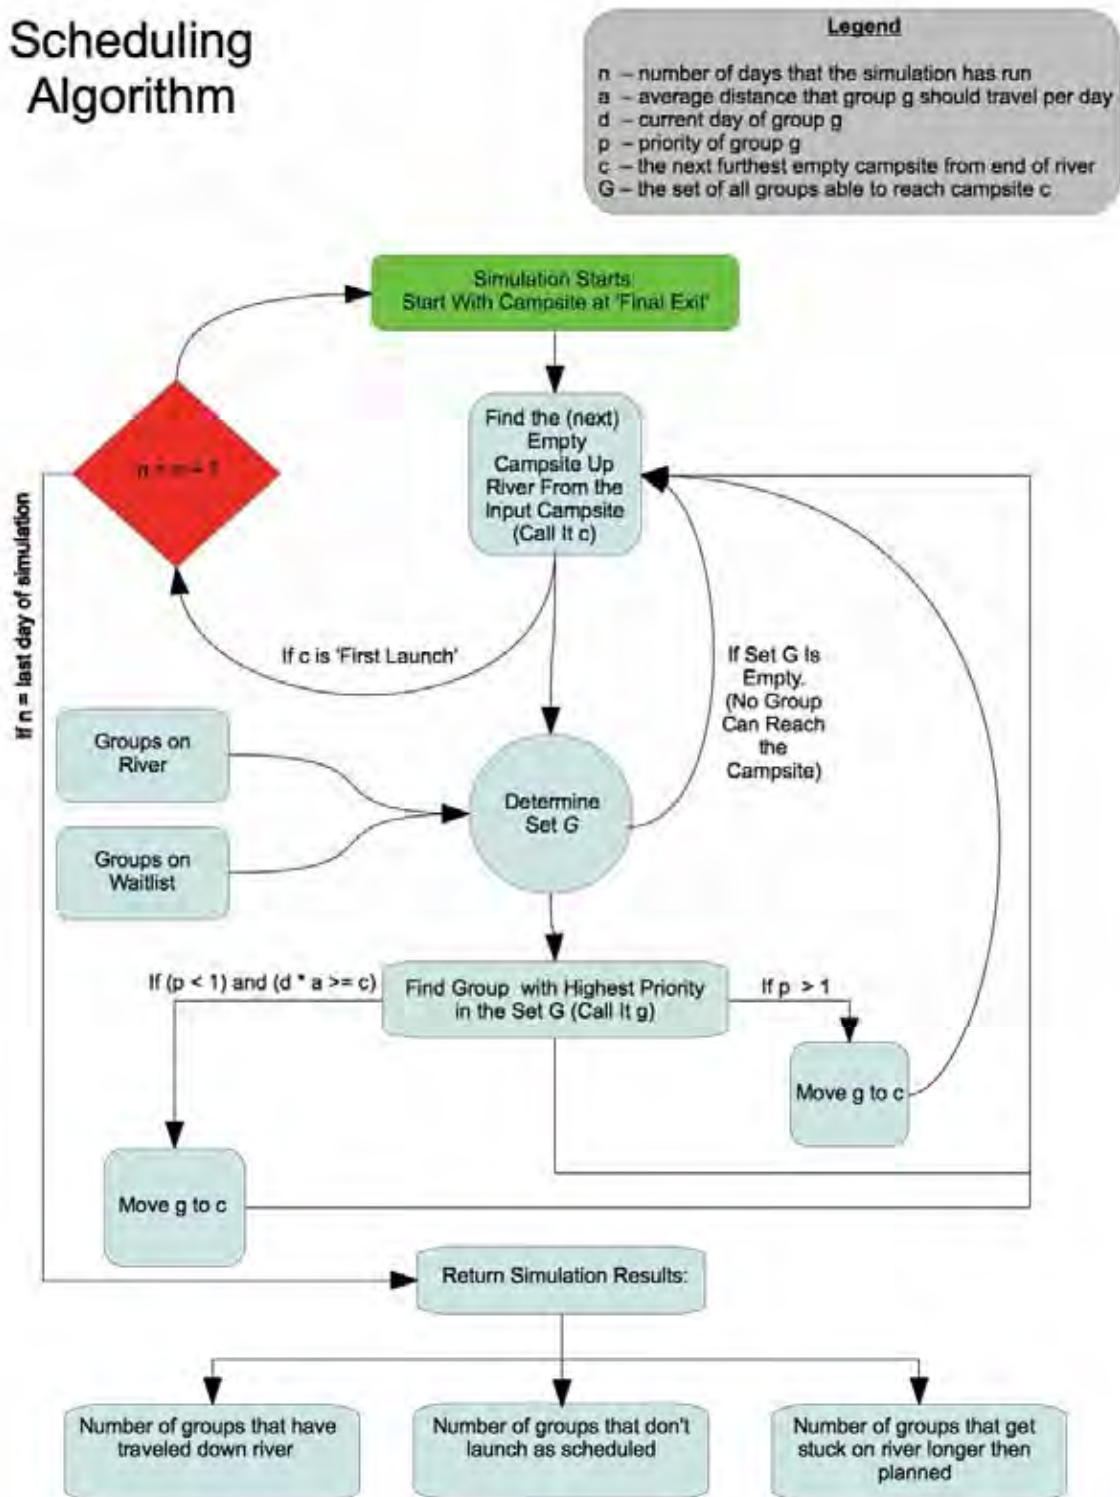 Scheduling
Algorithm
Legend
n – number of days that the simulation has run
a – average distance that group g should travel per day
d – current day of group g
p – priority of group g
c – the next furthest empty campsite from end of river
G – the set of all groups able to reach campsite c
Simulation Starts:
Start With Campsite at 'Final Exit'
Find the (next)
Empty
Campsite Up
River From the
Input Campsite
(Call It c)
n = n + 1
If n = last day of simulation
If c is 'First Launch'
If Set G Is
Empty.
(No Group
Can Reach
the
Campsite)
Groups on
River
Determine
Set G
Groups on
Waitlist
If (p < 1) and (d * a >= c)
Find Group with Highest Priority
in the Set G (Call It g)
If p > 1
Move g to c
Move g to c
Return Simulation Results:
Number of groups that have
traveled down river
Number of groups that don't
launch as scheduled
Number of groups that get
stuck on river longer then
planned